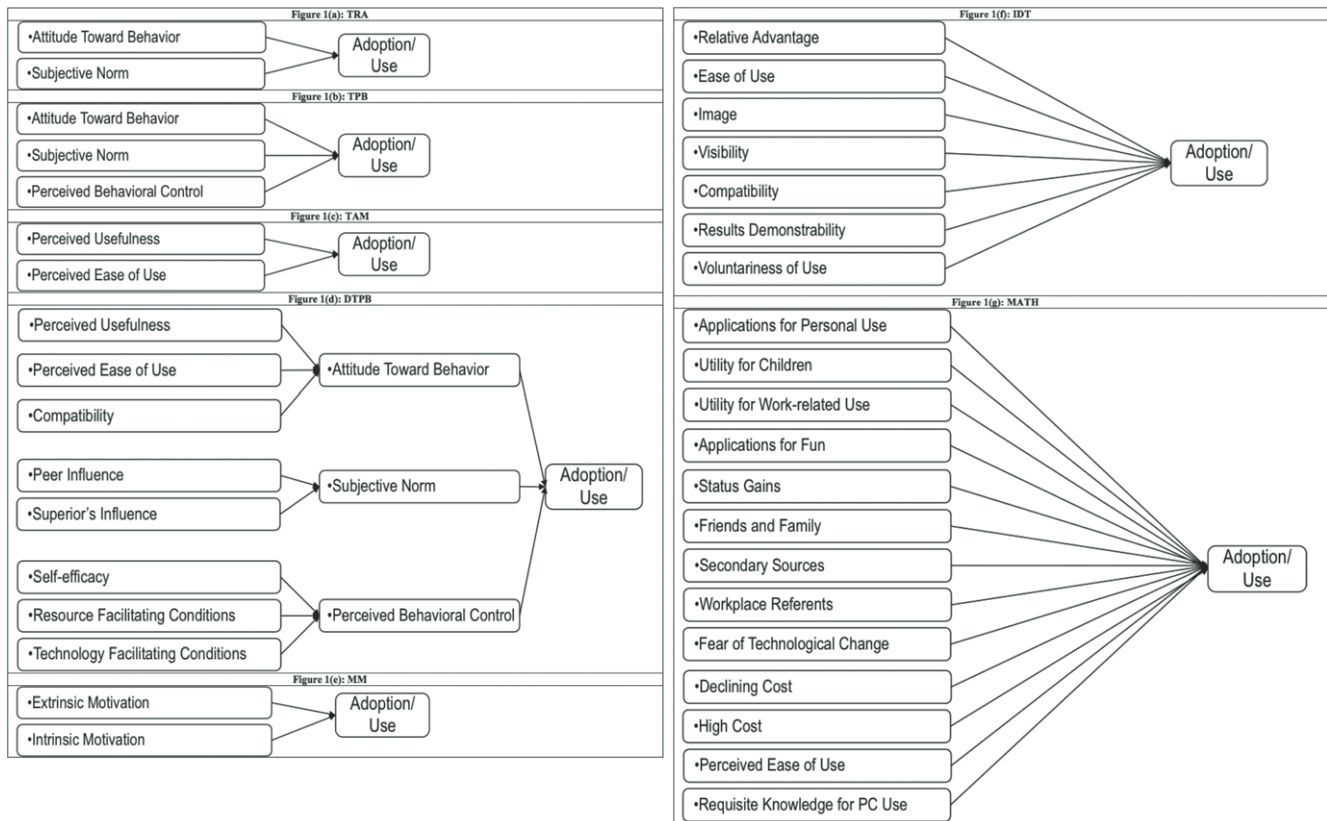 Figure 1(a): TRA
•Attitude Toward Behavior
•Subjective Norm
Adoption/
Use
Figure 1(b): TPB
•Attitude Toward Behavior
•Subjective Norm
•Perceived Behavioral Control
Adoption/
Use
Figure 1(c): TAM
•Perceived Usefulness
•Perceived Ease of Use
Adoption/
Use
Figure 1(d): DTPB
•Perceived Usefulness
•Perceived Ease of Use
•Compatibility
•Attitude Toward Behavior
•Peer Influence
•Superior's Influence
•Subjective Norm
•Self-efficacy
•Resource Facilitating Conditions
•Technology Facilitating Conditions
•Perceived Behavioral Control
Adoption/
Use
Figure 1(e): MM
•Extrinsic Motivation
•Intrinsic Motivation
Adoption/
Use
Figure 1(f): IDT
•Relative Advantage
•Ease of Use
•Image
•Visibility
•Compatibility
•Results Demonstrability
•Voluntariness of Use
Adoption/
Use
Figure 1(g): MATH
•Applications for Personal Use
•Utility for Children
•Utility for Work-related Use
•Applications for Fun
•Status Gains
•Friends and Family
•Secondary Sources
•Workplace Referents
•Fear of Technological Change
•Declining Cost
•High Cost
•Perceived Ease of Use
•Requisite Knowledge for PC Use
Adoption/
Use